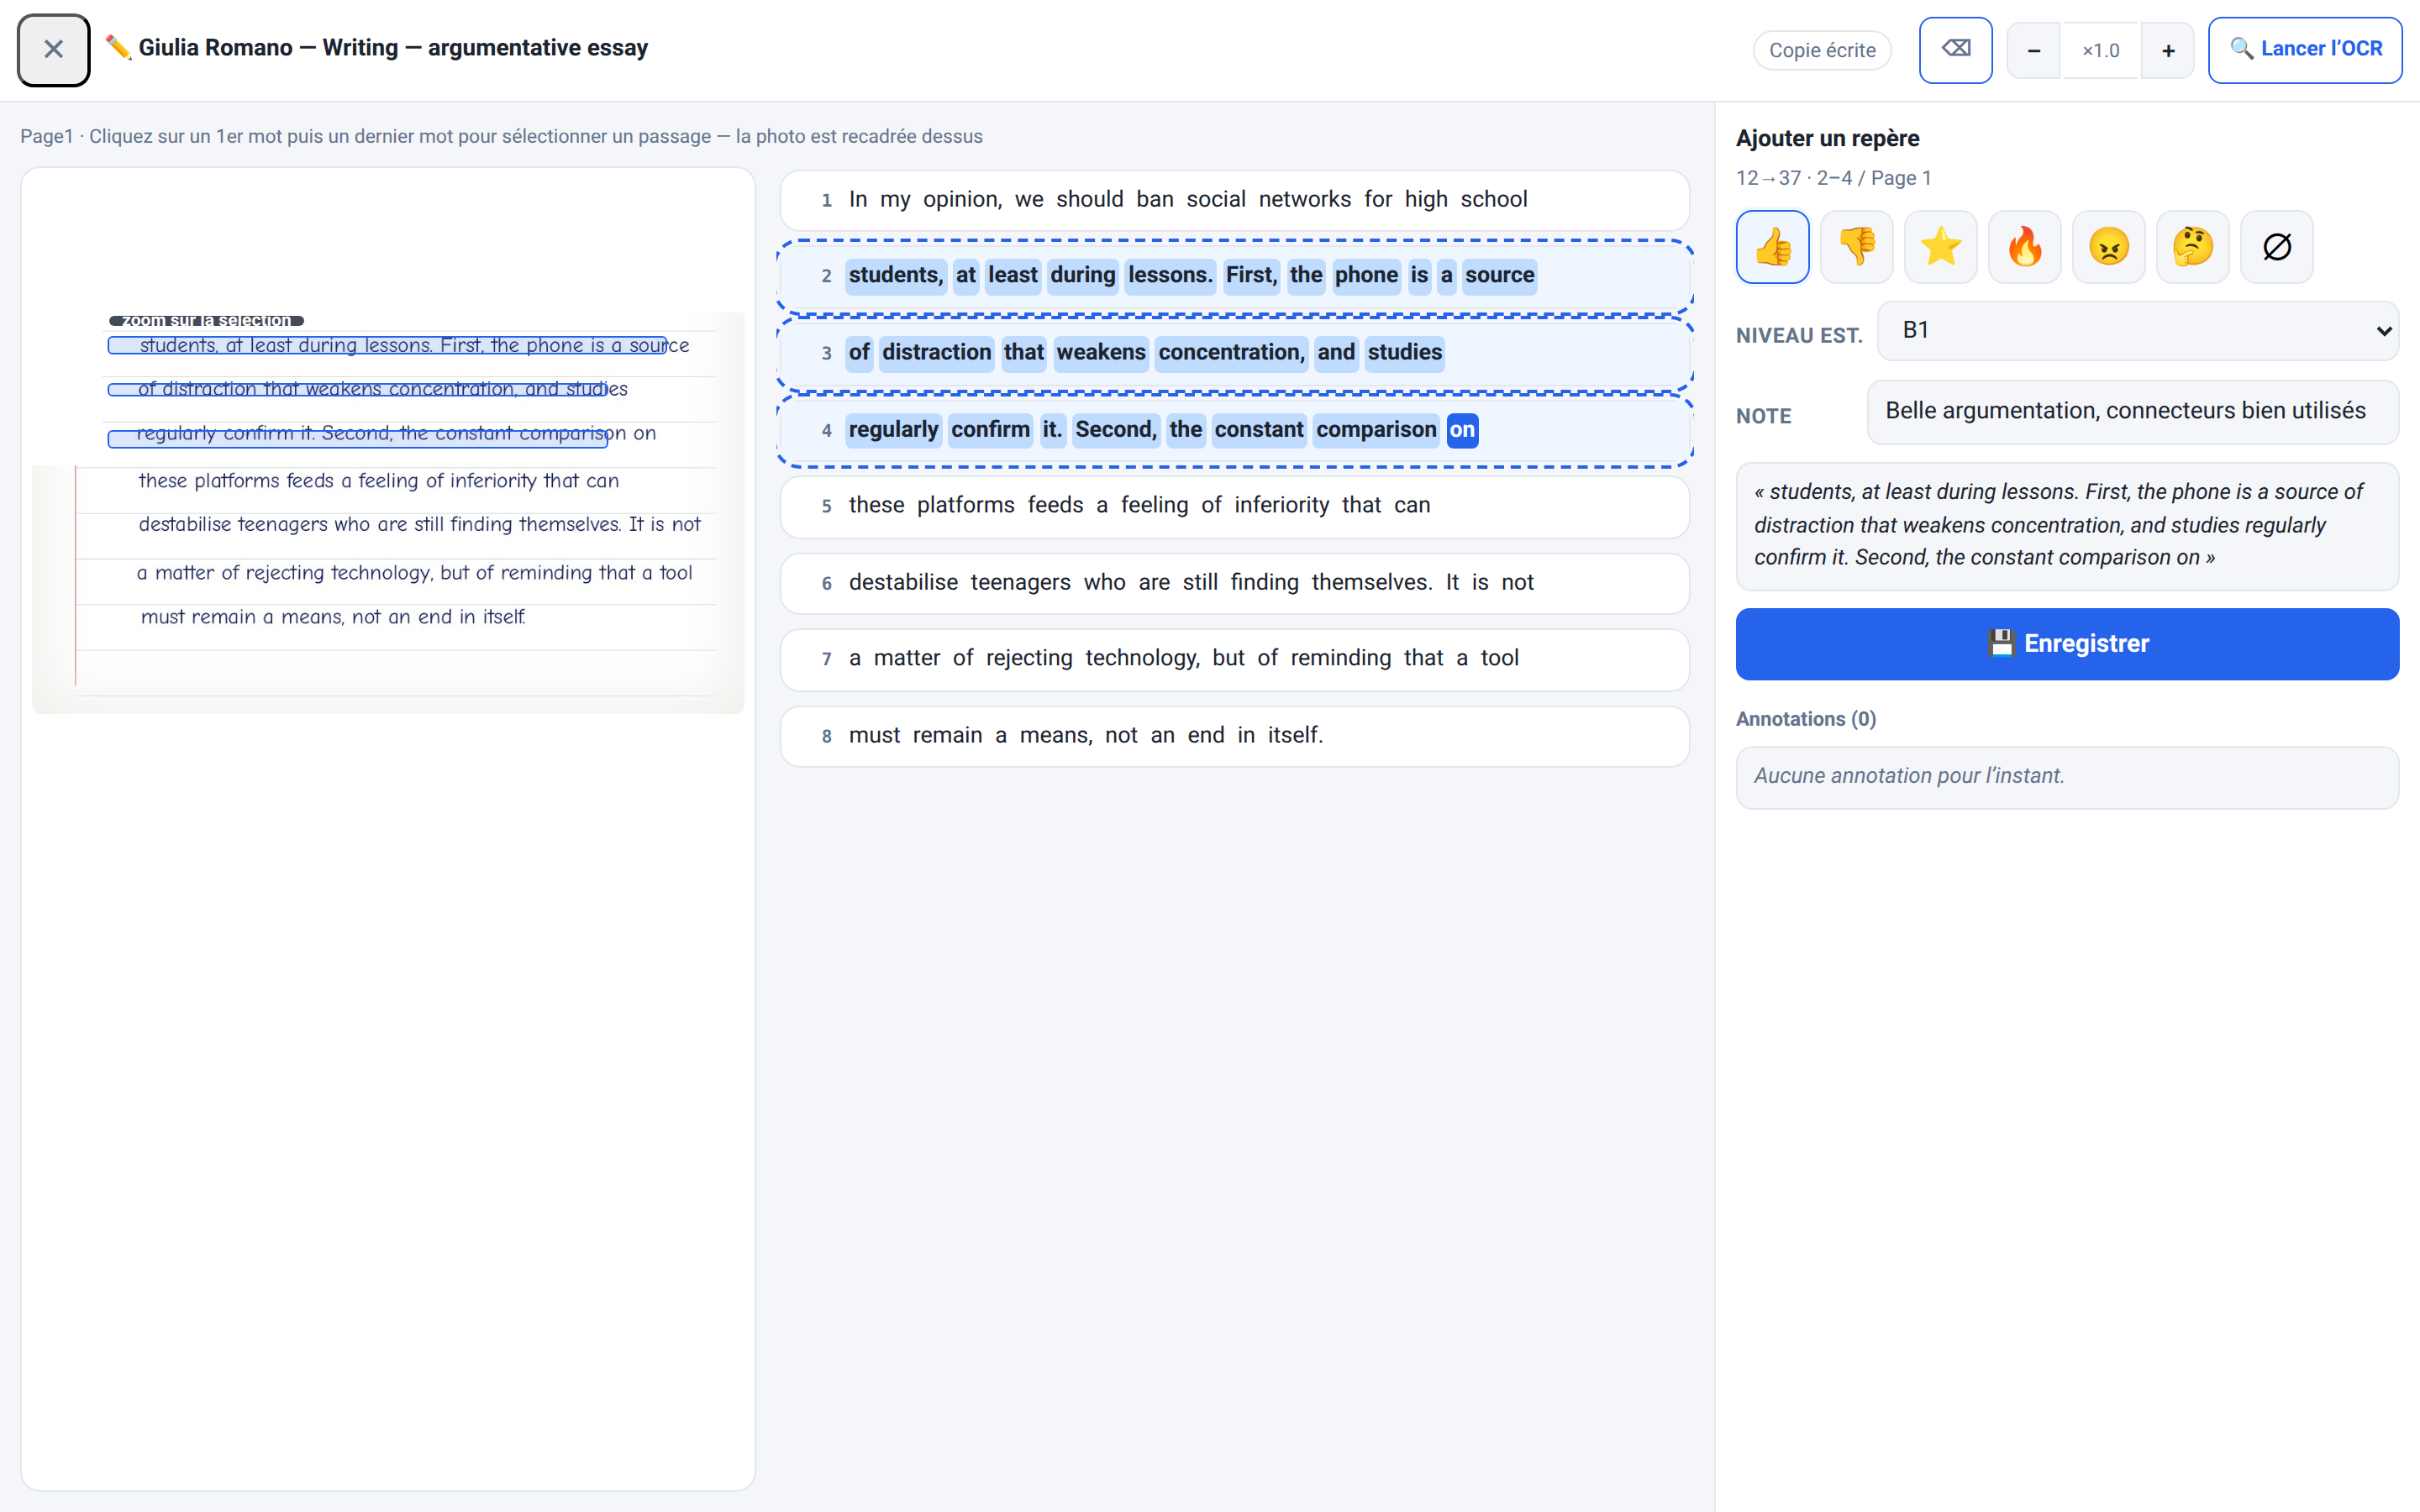 ✏️ Giulia Romano — Writing — argumentative essay
Copie écrite
− ×1.0 +
🔍 Lancer l’OCR
Page1 · Cliquez sur un 1er mot puis un dernier mot pour sélectionner un passage — la photo est recadrée dessus
zoom sur la sélection
students, at least during lessons. First, the phone is a source
of distraction that weakens concentration, and studies
regularly confirm it. Second, the constant comparison on
these platforms feeds a feeling of inferiority that can
destabilise teenagers who are still finding themselves. It is not
a matter of rejecting technology, but of reminding that a tool
must remain a means, not an end in itself.
1 In my opinion, we should ban social networks for high school
2 students, at least during lessons. First, the phone is a source
3 of distraction that weakens concentration, and studies
4 regularly confirm it. Second, the constant comparison on
5 these platforms feeds a feeling of inferiority that can
6 destabilise teenagers who are still finding themselves. It is not
7 a matter of rejecting technology, but of reminding that a tool
8 must remain a means, not an end in itself.
Ajouter un repère
12→37 · 2–4 / Page 1
👍 👎 ⭐ 🔥 😠 🤔 ∅
NIVEAU EST. B1
NOTE Belle argumentation, connecteurs bien utilisés
« students, at least during lessons. First, the phone is a source of
distraction that weakens concentration, and studies regularly
confirm it. Second, the constant comparison on »
💾 Enregistrer
Annotations (0)
Aucune annotation pour l’instant.